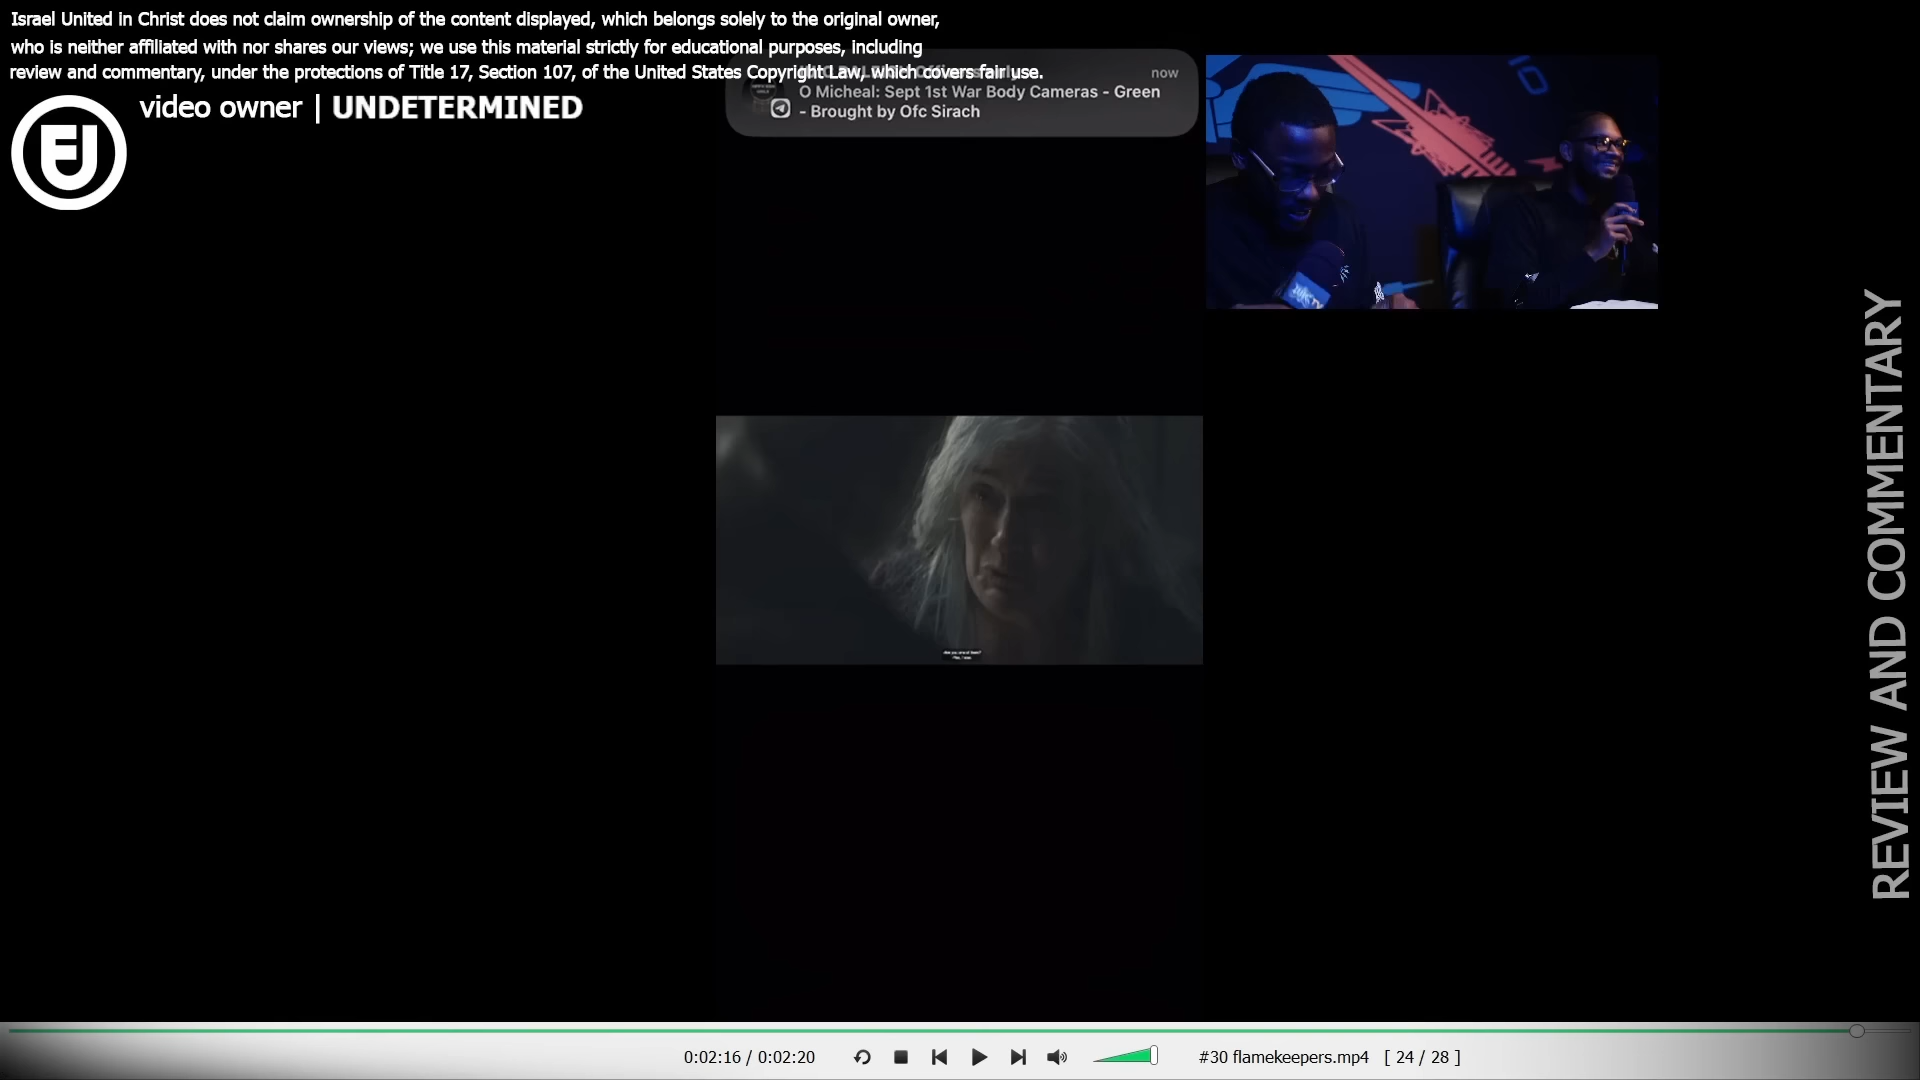 Israel United in Christ does not claim ownership of the content displayed, which belongs solely to the original owner,
who is neither affiliated with nor shares our views; we use this material strictly for educational purposes, including
review and commentary, under the protections of Title 17, Section 107, of the United States Copyright Law, which covers fair use.
now
video owner | UNDETERMINED
O Micheal: Sept 1st War Body Cameras - Green
- Brought by Ofc Sirach
REVIEW AND COMMENTARY
0:02:16 / 0:02:20
#30 flamekeepers.mp4 [ 24 / 28 ]